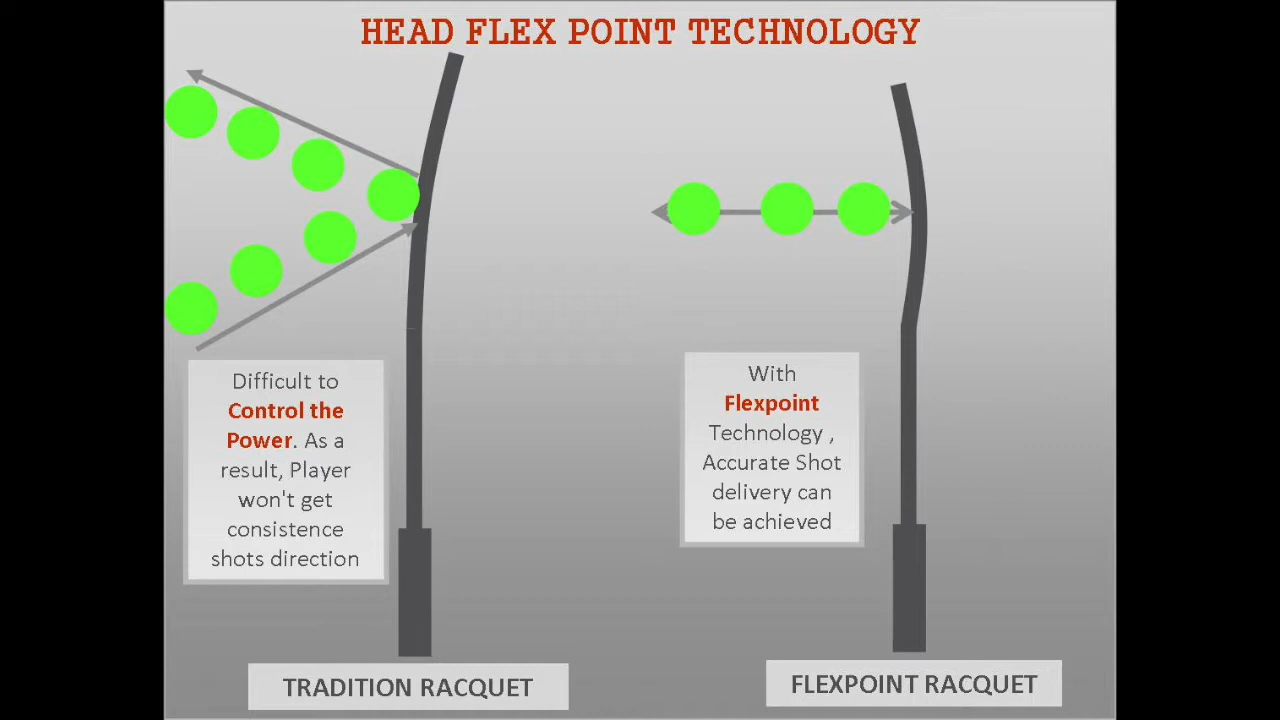 HEAD FLEX POINT TECHNOLOGY
Difficult to
Control the
Power. As a
result, Player
won't get
consistence
shots direction
With
Flexpoint
Technology ,
Accurate Shot
delivery can
be achieved
TRADITION RACQUET
FLEXPOINT RACQUET